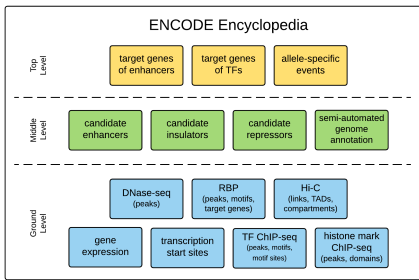 ENCODE Encyclopedia
Top
Level
target genes
of enhancers
target genes
of TFs
allele-specific
events
Middle
Level
candidate
enhancers
candidate
insulators
candidate
repressors
semi-automated
genome
annotation
Ground
Level
DNase-seq
(peaks)
RBP
(peaks, motifs,
target genes)
Hi-C
(links, TADs,
compartments)
gene
expression
transcription
start sites
TF ChIP-seq
(peaks, motifs,
motif sites)
histone mark
ChIP-seq
(peaks, domains)